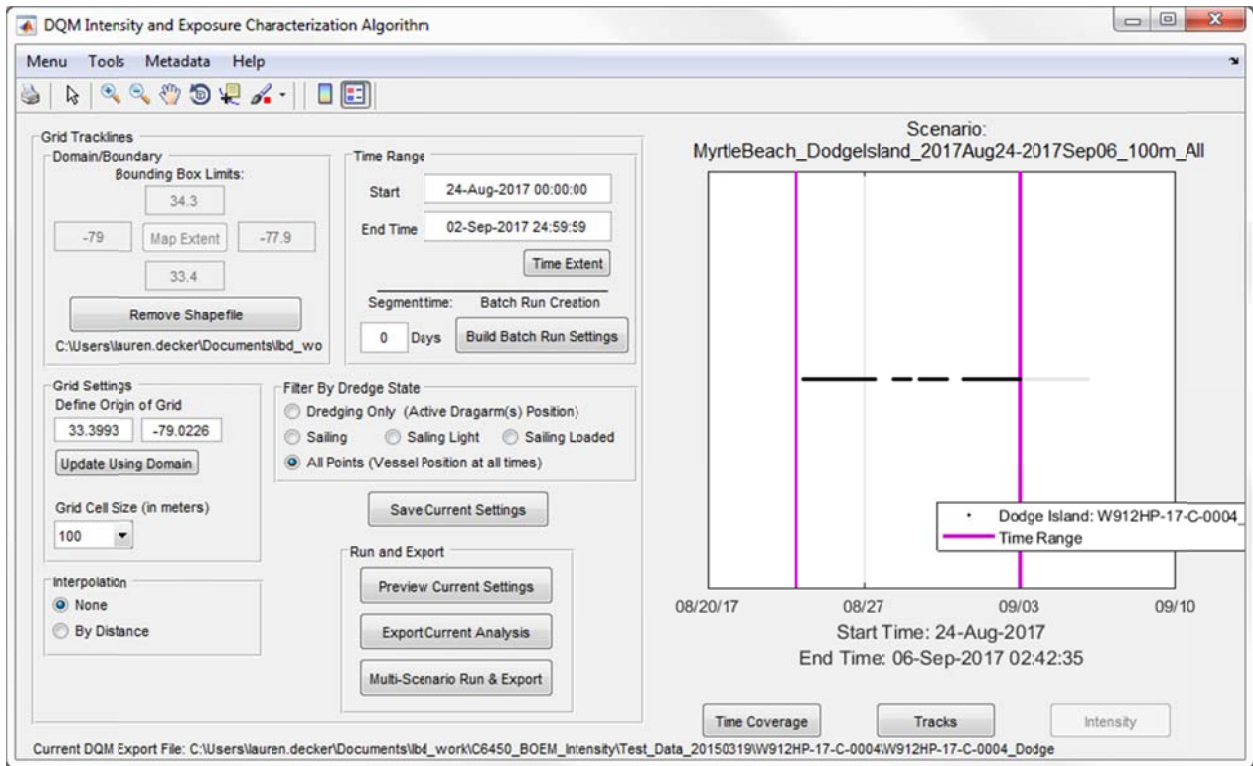 DQM Intensity and Exposure Characterization Algorithm
Menu Tools Metadata Help
Grid Tracklines
Domain/Boundary
Bounding Box Limits:
34.3
-79 Map Extent -77.9
33.4
Remove Shapefile
C:\Users\lauren.decker\Documents\lbd_wo
Time Range
Start 24-Aug-2017 00:00:00
End Time 02-Sep-2017 24:59:59
Time Extent
Segmenttime: Batch Run Creation
0 Days Build Batch Run Settings
Grid Settings
Define Origin of Grid
33.3993 -79.0226
Update Using Domain
Grid Cell Size (in meters)
100
Filter By Dredge State
Dredging Only (Active Dragarm(s) Position)
Sailing Saling Light Sailing Loaded
All Points (Vessel Position at all times)
Save Current Settings
Interpolation
None
By Distance
Run and Export
Preview Current Settings
Export Current Analysis
Multi-Scenario Run & Export
Scenario:
MyrtleBeach_DodgeIsland_2017Aug24-2017Sep06_100m_All
Dodge Island: W912HP-17-C-0004_
Time Range
08/20/17 08/27 09/03 09/10
Start Time: 24-Aug-2017
End Time: 06-Sep-2017 02:42:35
Time Coverage Tracks Intensity
Current DQM Export File: C:\Users\lauren.decker\Documents\lbd_work\C6450_BOEM_Intensity\Test_Data_20150319\W912HP-17-C-0004\W912HP-17-C-0004_Dodge